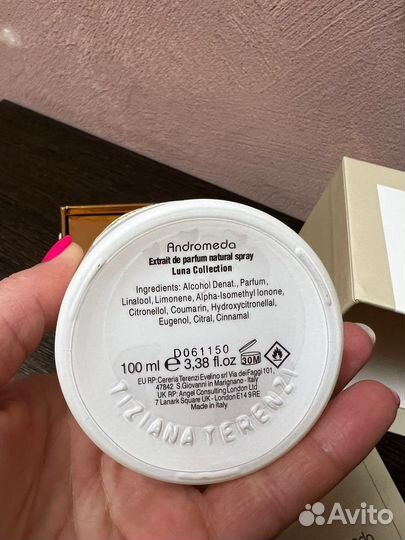 Andromeda
Extrait de parfum natural spray
Luna Collection
Ingredients: Alcohol Denat., Parfum,
Linalool, Limonene, Alpha-Isomethyl Ionone,
Citronellol, Coumarin, Hydroxycitronellal,
Eugenol, Citral, Cinnamal
D061150
100 ml e 3,38 fl.oz
30M
EU RP: Cereria Terenzi Evelino srl Via dei Faggi 101,
47842 S.Giovanni in Marignano - Italy
UK RP: Angel Consulting London Ltd
7 Lanark Square UK - London E14 9RE
Made in Italy
TIZIANA TERENZI
Avito